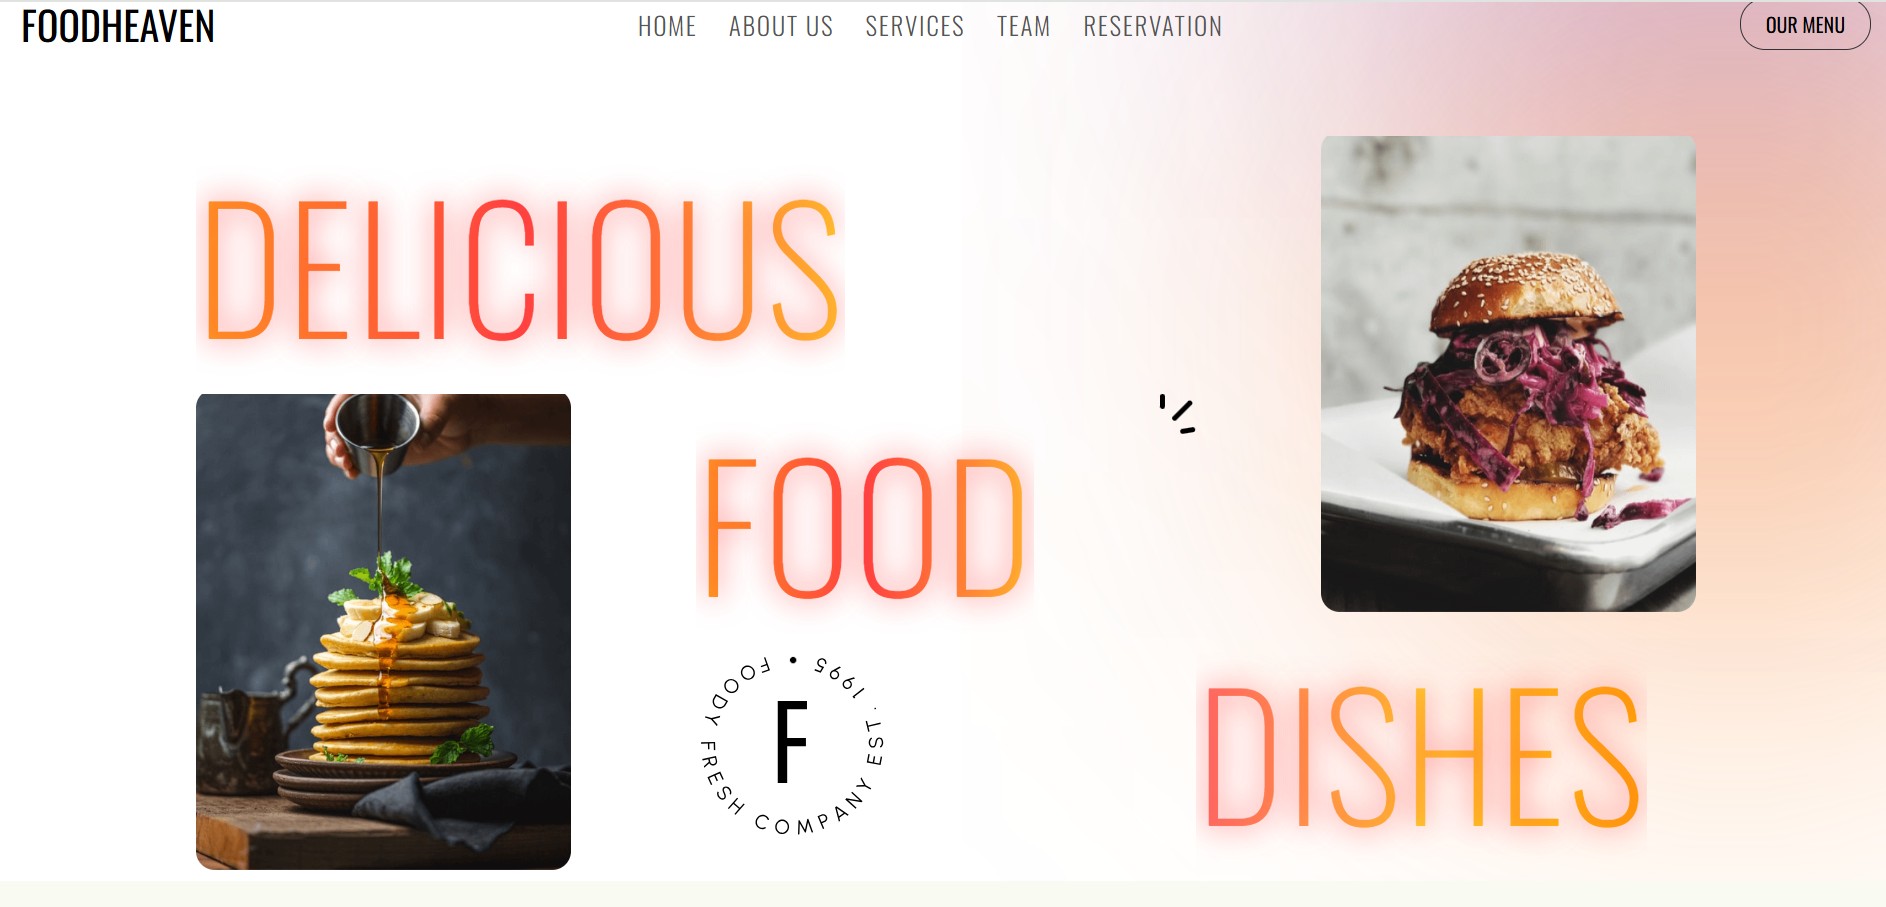 FOODHEAVEN
HOME ABOUT US SERVICES TEAM RESERVATION
OUR MENU
DELICIOUS
FOOD
FOODY FRESH COMPANY EST. 1995 •
F
DISHES